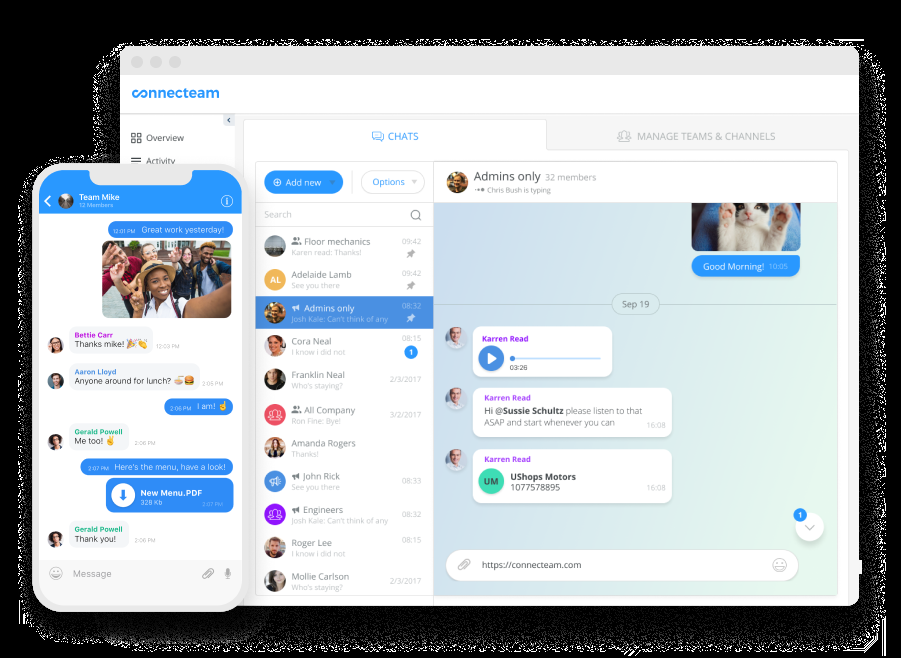 connecteam
Overview
Activity
CHATS
MANAGE TEAMS & CHANNELS
Add new
Options
Search
Floor mechanics 09:42
Karen read: Thanks!
AL
Adelaide Lamb 09:42
See you there
Admins only 08:32
Josh Kale: Can't think of any
Cora Neal 08:15
I know i did not 1
Franklin Neal
Who's staying? 2/3/2017
All Company
Ron Fine: Bye! 3/2/2017
Amanda Rogers
Thanks!
John Rick
See you there 08:33
Engineers
Josh Kale: Can't think of any 08:32
Roger Lee 08:15
I know i did not
Mollie Carlson
Who's staying? 2/3/2017
Admins only 32 members
Chris Bush is typing
Good Morning! 10:05
Sep 19
Karren Read
03:26
Karren Read
Hi @Sussie Schultz please listen to that
ASAP and start whenever you can
16:08
Karren Read
UM
UShops Motors
1077578895 16:08
1
https://connecteam.com
Team Mike
12 Members
12:01 PM Great work yesterday!
Bettie Carr
Thanks mike! 🎉👏 12:03 PM
Aaron Lloyd
Anyone around for lunch? 🍜🍔 2:05 PM
2:06 PM I am! ✌
Gerald Powell
Me too! ✌ 2:06 PM
2:07 PM Here's the menu, have a look!
New Menu.PDF
328 Kb 2:07 PM
Gerald Powell
Thank you! 2:06 PM
Message